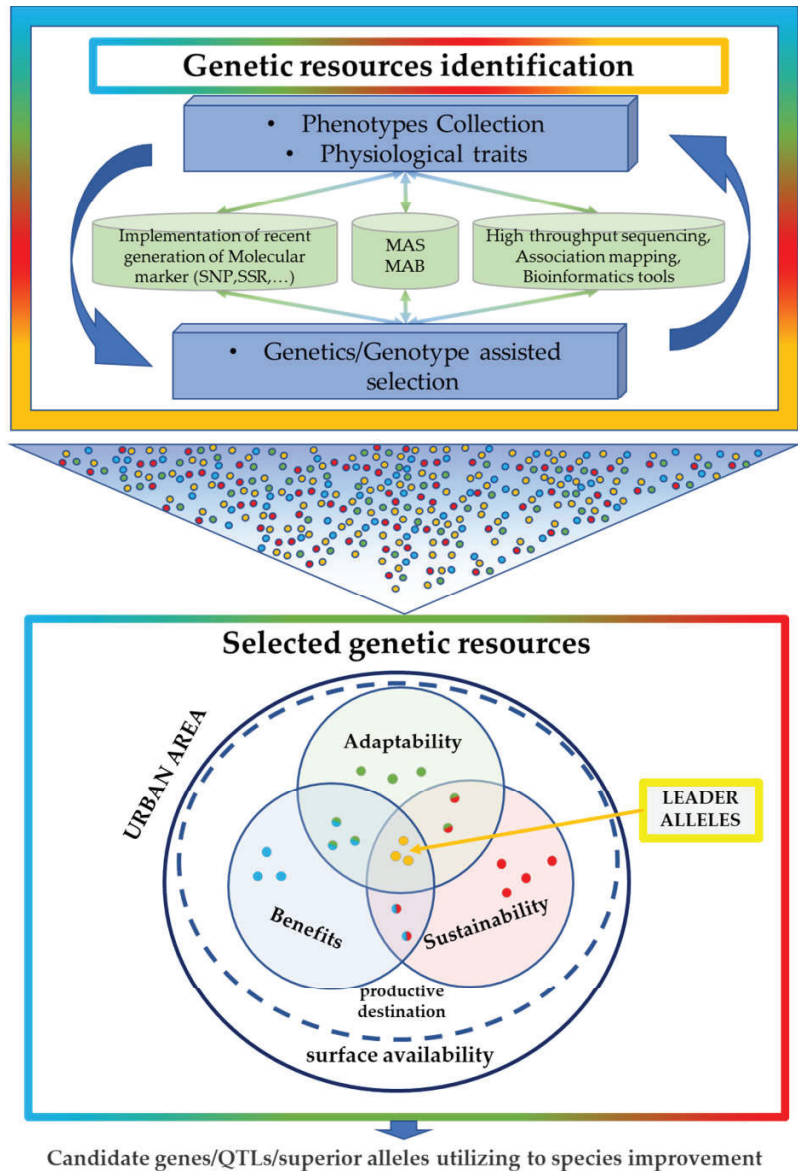 Genetic resources identification
• Phenotypes Collection
• Physiological traits
Implementation of recent
generation of Molecular
marker (SNP,SSR,…)
MAS
MAB
High throughput sequencing,
Association mapping,
Bioinformatics tools
• Genetics/Genotype assisted
selection
Selected genetic resources
URBAN AREA
Adaptability
LEADER
ALLELES
Benefits
Sustainability
productive
destination
surface availability
Candidate genes/QTLs/superior alleles utilizing to species improvement